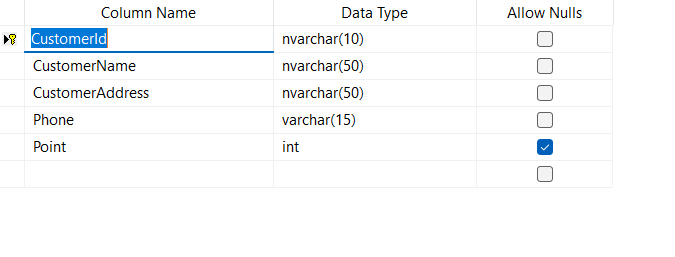 Column Name Data Type Allow Nulls
CustomerId nvarchar(10)
CustomerName nvarchar(50)
CustomerAddress nvarchar(50)
Phone varchar(15)
Point int